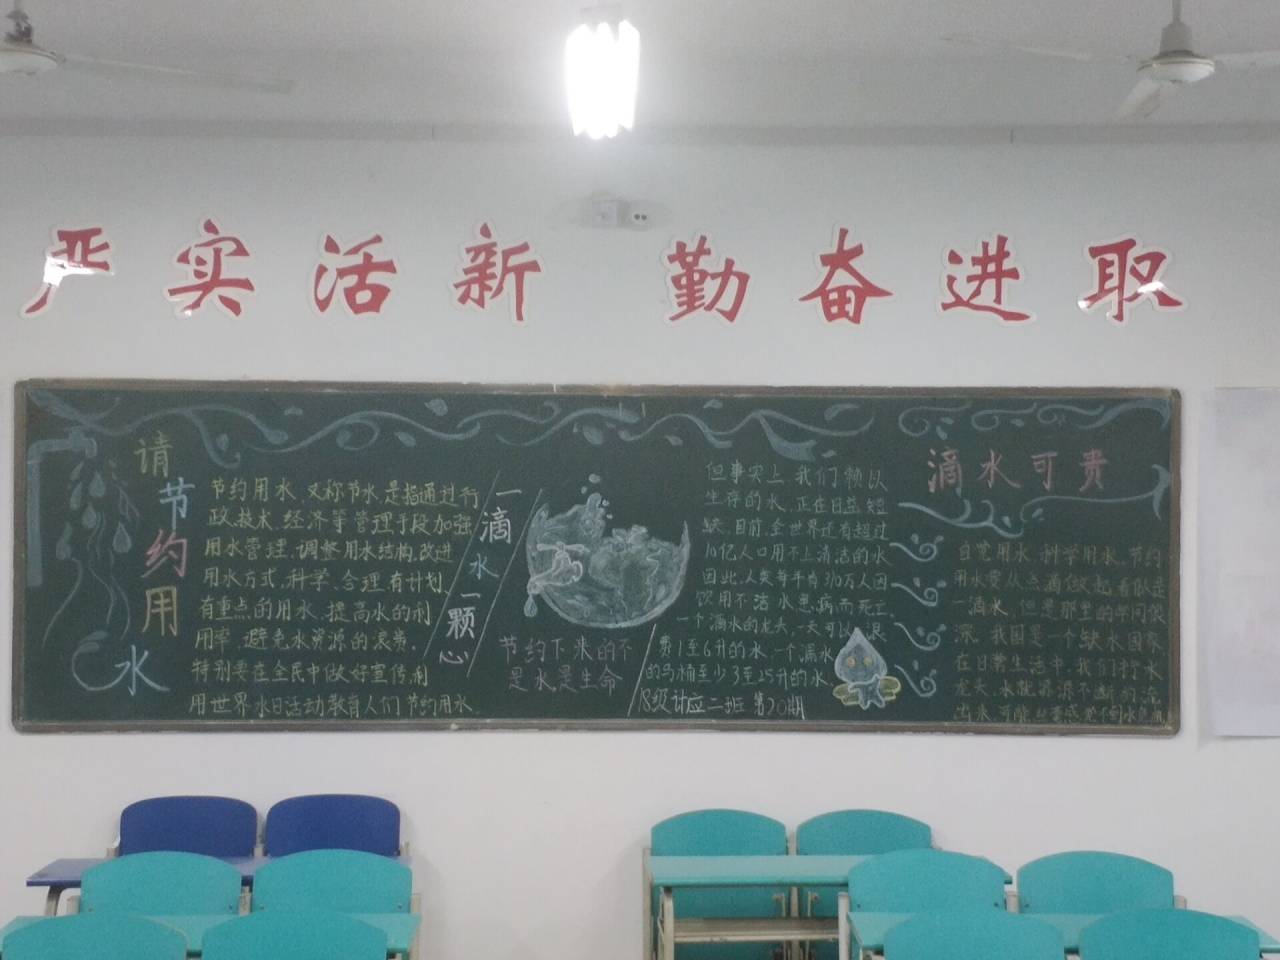 严实活新 勤奋进取
请节约用水
节约用水,又称节水,是指通过行
政、技术、经济等管理手段加强
用水管理,调整用水结构,改进
用水方式,科学、合理、有计划、
有重点的用水,提高水的利
用率,避免水资源的浪费。
特别要在全民中做好宣传,利
用世界水日活动教育人们节约用水
一滴水一颗心
节约下来的不
是水是生命
但事实上,我们赖以
生存的水,正在日益短
缺。目前,全世界还有超过
10亿人口用不上清洁的水
因此,人类每年有310万人因
饮用不洁水患病而死亡
一个滴水的龙头,一天可以浪
费1至6升的水,一个漏水
的马桶至少3至25升的水
18级计应二班 第20期
滴水可贵
自觉用水,科学用水,节约
用水要从点滴做起,看似是
一滴水,但是那里的学问很
深,我国是一个缺水国家
在日常生活中,我们拧水
龙头,水就源源不断的流
出来,可能丝毫感觉不到水